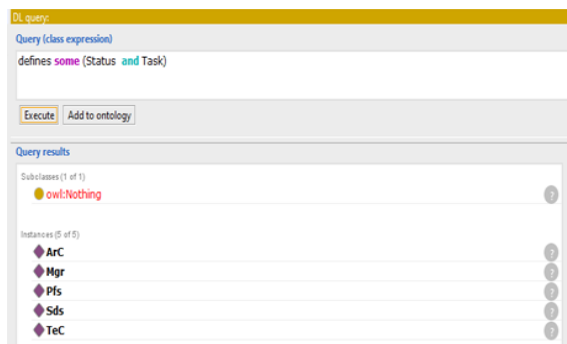 DL query:
Query (class expression)
defines some (Status and Task)
Execute Add to ontology
Query results
Subclasses (1 of 1)
owl:Nothing ?
Instances (5 of 5)
ArC ?
Mgr ?
Pfs ?
Sds ?
TeC ?